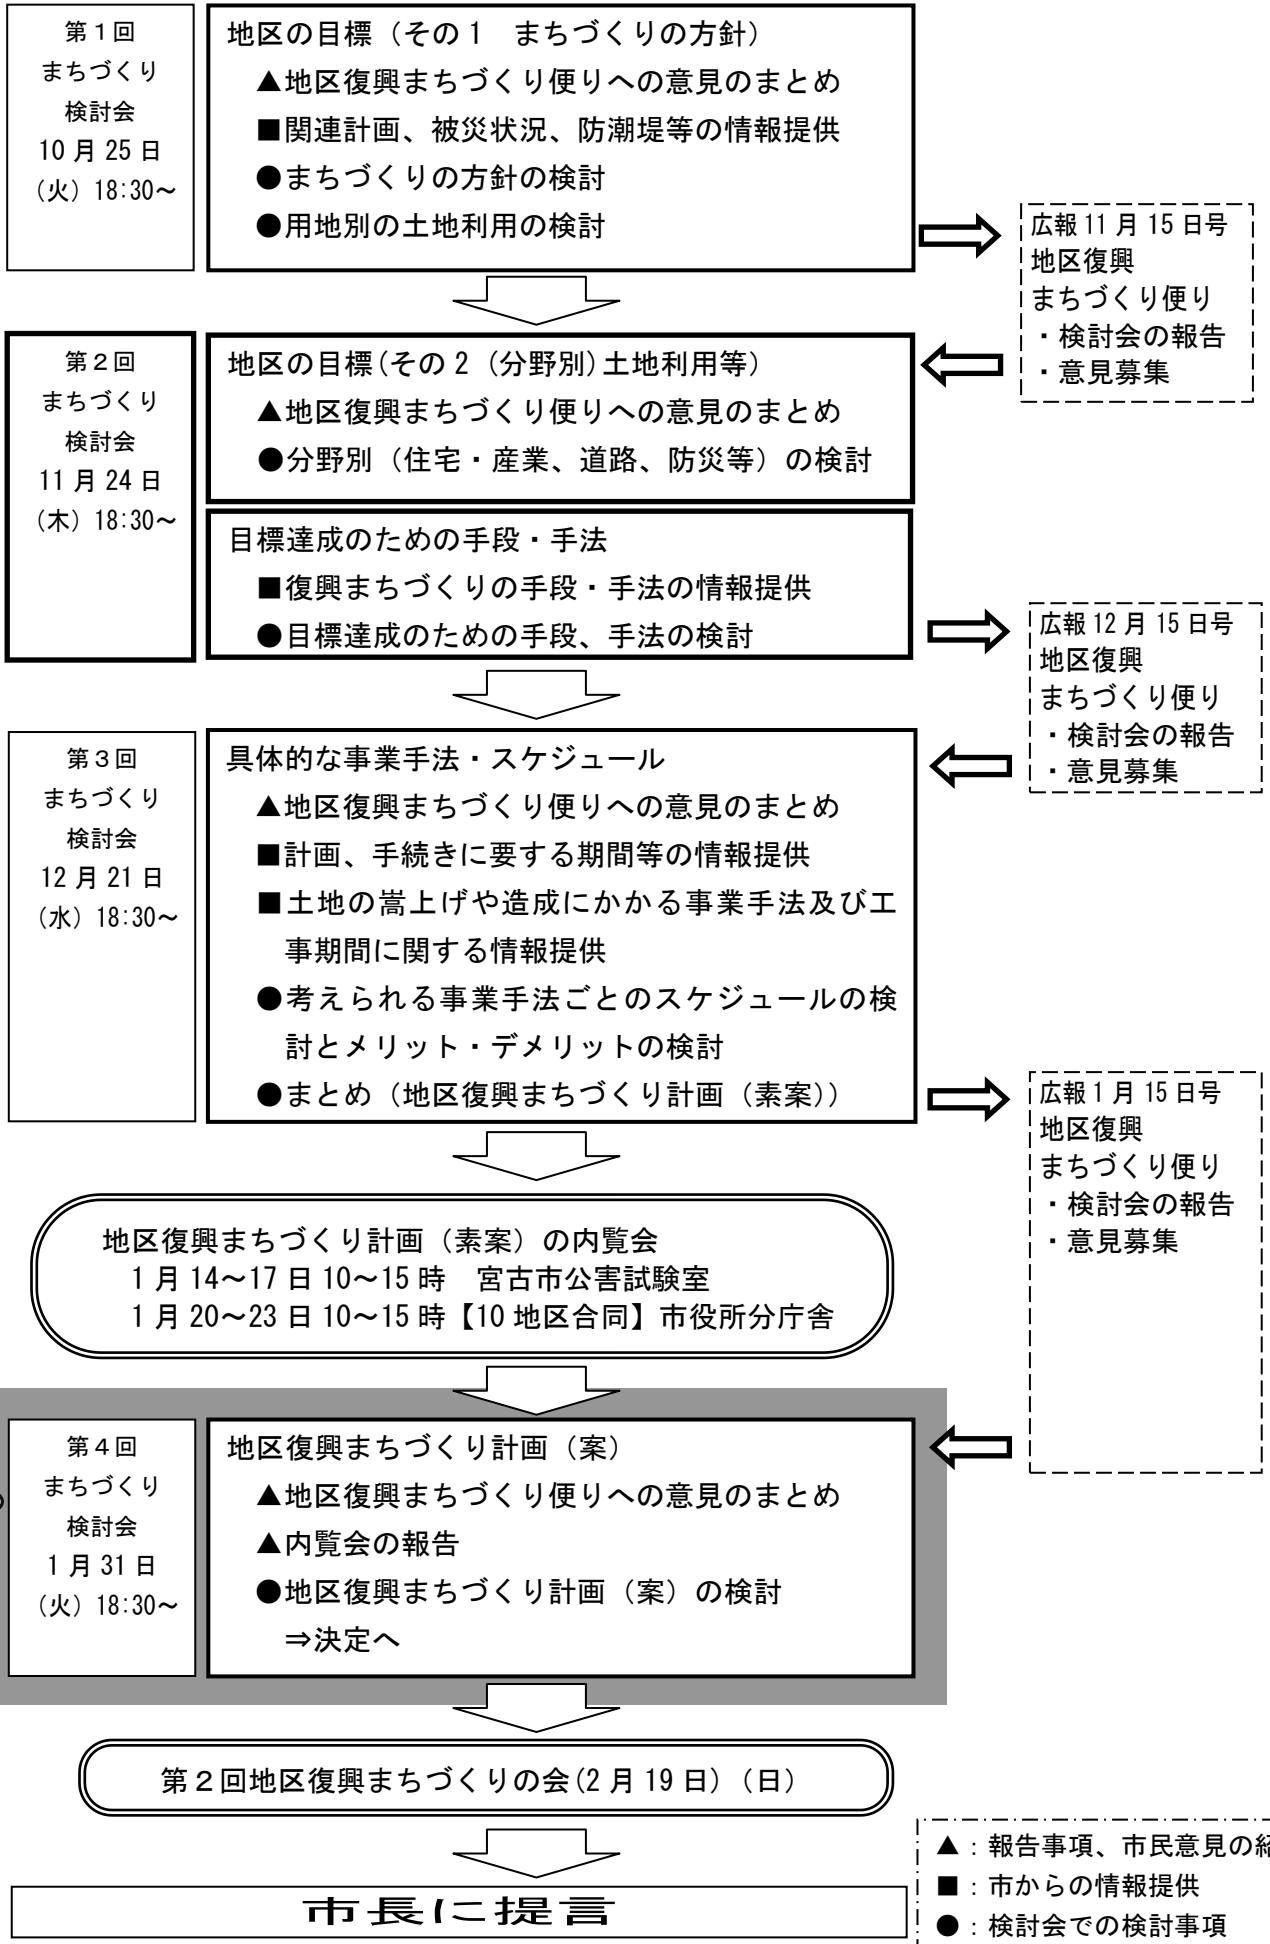 第１回
まちづくり
検討会
10 月 25 日
（火）18:30～
地区の目標（その１　まちづくりの方針）
▲地区復興まちづくり便りへの意見のまとめ
■関連計画、被災状況、防潮堤等の情報提供
●まちづくりの方針の検討
●用地別の土地利用の検討
広報 11 月 15 日号
地区復興
まちづくり便り
・検討会の報告
・意見募集
第２回
まちづくり
検討会
11 月 24 日
（木）18:30～
地区の目標(その２（分野別)土地利用等）
▲地区復興まちづくり便りへの意見のまとめ
●分野別（住宅・産業、道路、防災等）の検討
目標達成のための手段・手法
■復興まちづくりの手段・手法の情報提供
●目標達成のための手段、手法の検討
広報 12 月 15 日号
地区復興
まちづくり便り
・検討会の報告
・意見募集
第３回
まちづくり
検討会
12 月 21 日
（水）18:30～
具体的な事業手法・スケジュール
▲地区復興まちづくり便りへの意見のまとめ
■計画、手続きに要する期間等の情報提供
■土地の嵩上げや造成にかかる事業手法及び工
事期間に関する情報提供
●考えられる事業手法ごとのスケジュールの検
討とメリット・デメリットの検討
●まとめ（地区復興まちづくり計画（素案））
広報 1 月 15 日号
地区復興
まちづくり便り
・検討会の報告
・意見募集
地区復興まちづくり計画（素案）の内覧会
1 月 14～17 日 10～15 時　宮古市公害試験室
1 月 20～23 日 10～15 時【10 地区合同】市役所分庁舎
第４回
まちづくり
検討会
1 月 31 日
（火）18:30～
地区復興まちづくり計画（案）
▲地区復興まちづくり便りへの意見のまとめ
▲内覧会の報告
●地区復興まちづくり計画（案）の検討
⇒決定へ
第２回地区復興まちづくりの会(2 月 19 日)（日）
市長に提言
▲：報告事項、市民意見の
■：市からの情報提供
●：検討会での検討事項